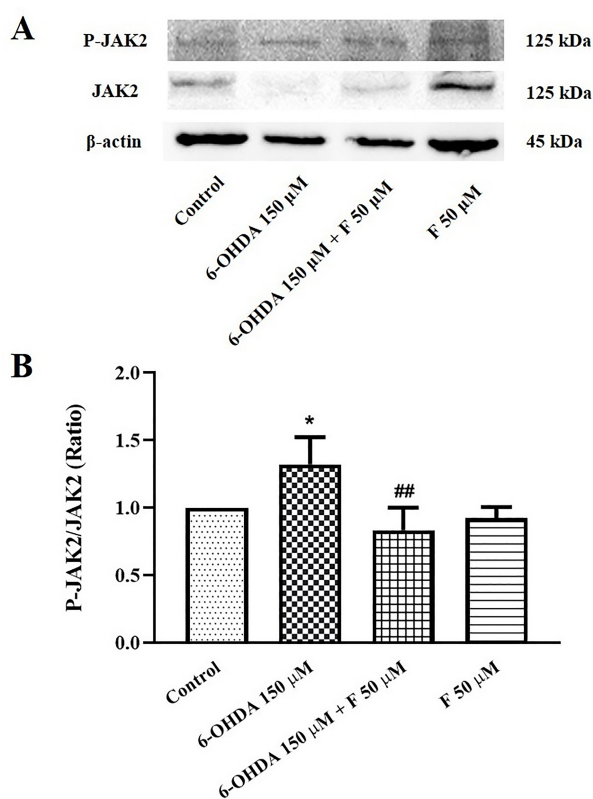 A
P-JAK2 125 kDa
JAK2 125 kDa
β-actin 45 kDa
Control
6-OHDA 150 µM
6-OHDA 150 µM + F 50 µM
F 50 µM
B
P-JAK2/JAK2 (Ratio)
2.0
1.5
1.0
0.5
0.0
*
##
Control
6-OHDA 150 µM
6-OHDA 150 µM + F 50 µM
F 50 µM